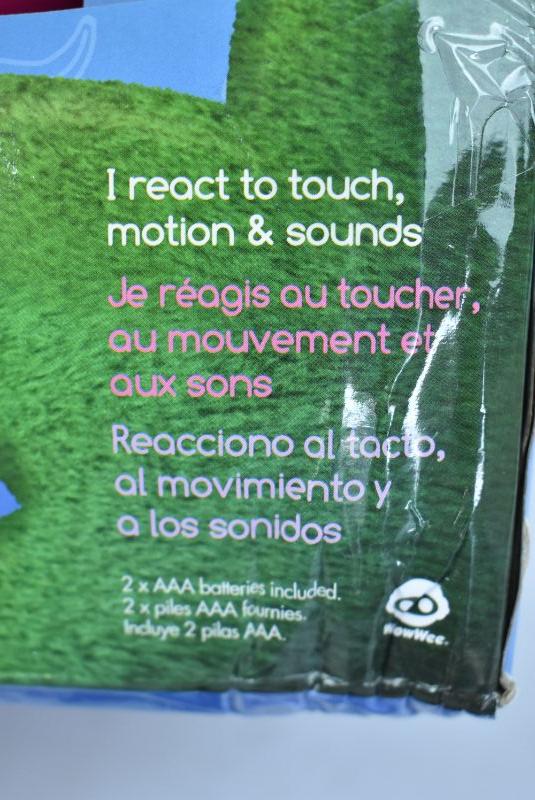 I react to touch,
motion & sounds
Je réagis au toucher,
au mouvement et
aux sons
Reacciono al tacto,
al movimiento y
a los sonidos
2 x AAA batteries included.
2 x piles AAA fournies.
Incluye 2 pilas AAA.
WowWee.